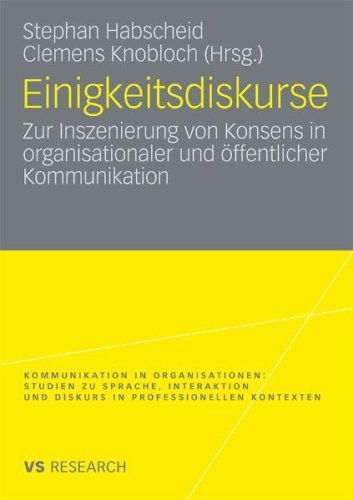 Stephan Habscheid
Clemens Knobloch (Hrsg.)
Einigkeitsdiskurse
Zur Inszenierung von Konsens in
organisationaler und öffentlicher
Kommunikation
KOMMUNIKATION IN ORGANISATIONEN:
STUDIEN ZU SPRACHE, INTERAKTION
UND DISKURS IN PROFESSIONELLEN KONTEXTEN
VS RESEARCH